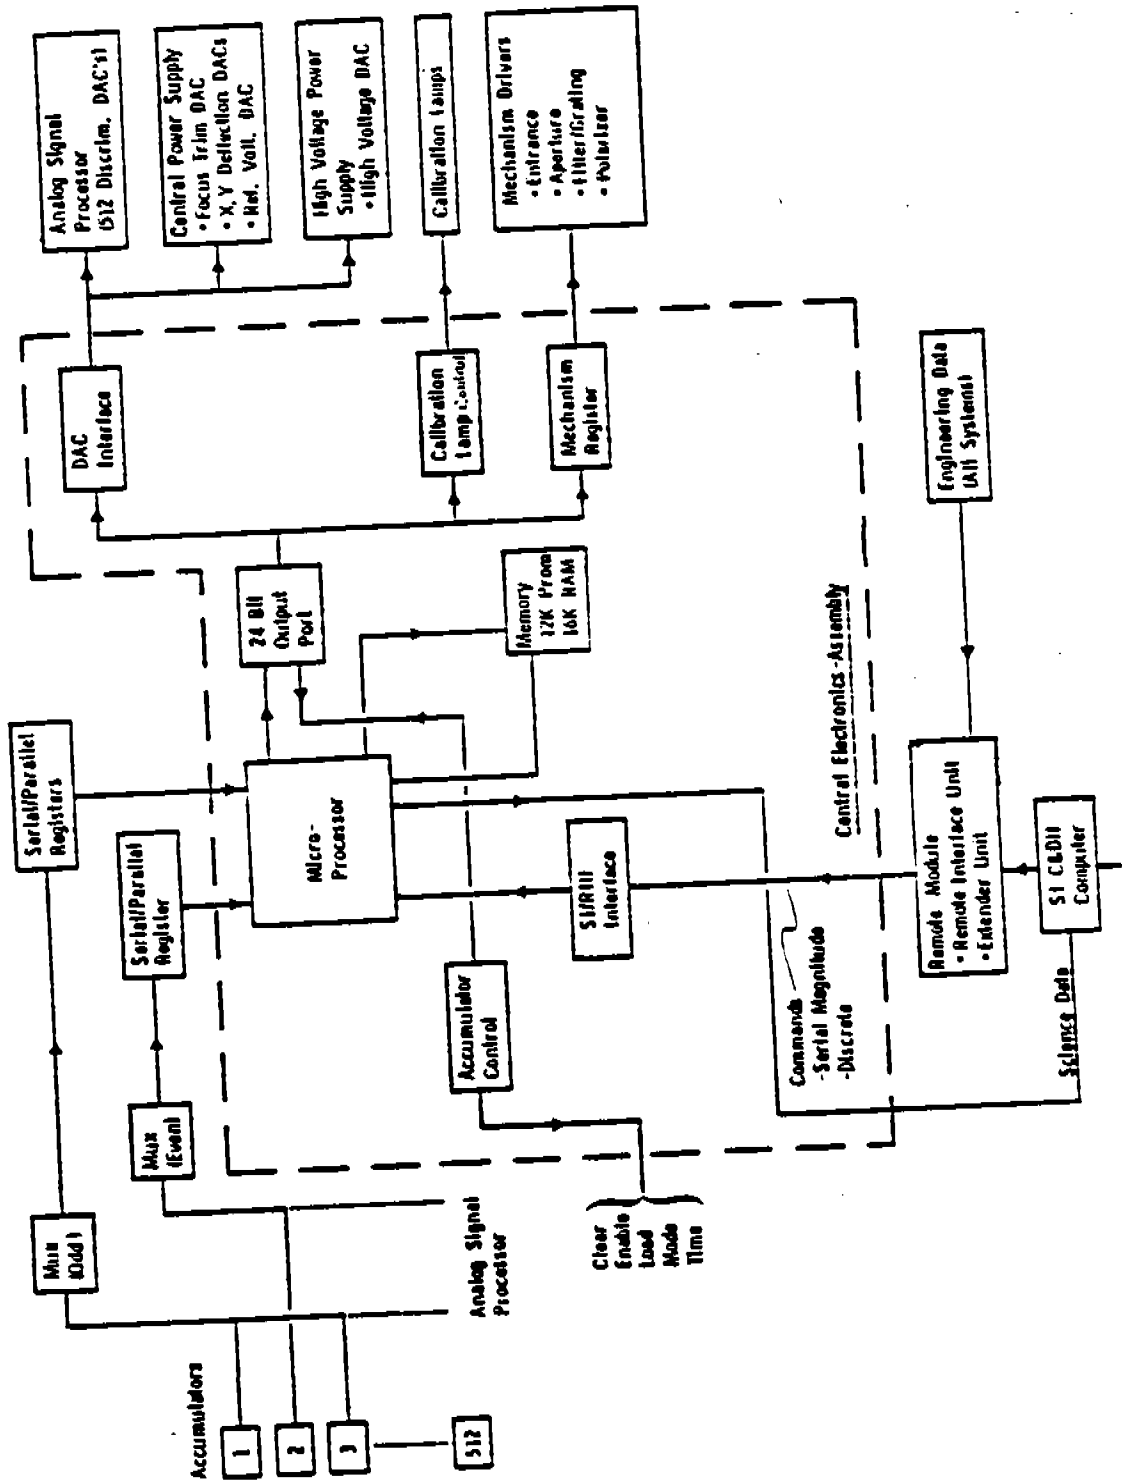 Accumulators
1
2
3
512
Mux
(Odd)
Mux
(Even)
Analog Signal
Processor
Serial/Parallel
Registers
Serial/Parallel
Register
Clear
Enable
Load
Mode
Time
Accumulator
Control
Micro-
Processor
SI/RIU
Interface
Commands
-Serial Magnitude
-Discrete
24 Bit
Output
Port
Memory
12K Prom
16K RAM
DAC
Interface
Calibration
Lamp Control
Mechanism
Register
Central Electronics-Assembly
Analog Signal
Processor
(512 Discrim. DAC's)
Central Power Supply
• Focus Trim DAC
• X, Y Deflection DACs
• Ref. Volt. DAC
High Voltage Power
Supply
• High Voltage DAC
Calibration Lamps
Mechanism Drivers
• Entrance
• Aperture
• Filter/Grating
• Polarizer
Engineering Data
(All Systems)
Remote Module
• Remote Interface Unit
• Extender Unit
SI C&DH
Computer
Science Data